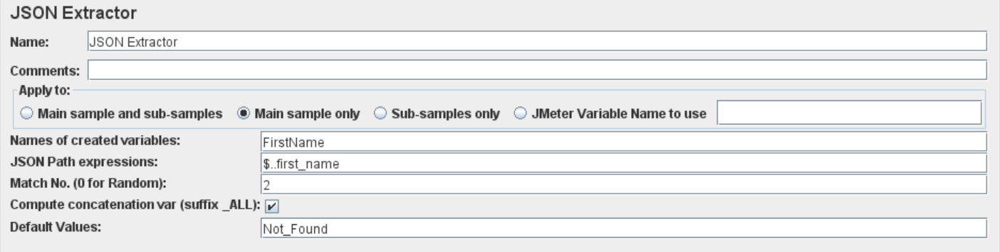 JSON Extractor
Name: JSON Extractor
Comments:
Apply to:
Main sample and sub-samples Main sample only Sub-samples only JMeter Variable Name to use
Names of created variables: FirstName
JSON Path expressions: $..first_name
Match No. (0 for Random): 2
Compute concatenation var (suffix _ALL):
Default Values: Not_Found